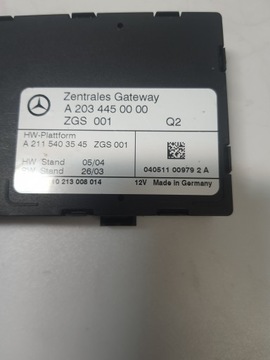 Zentrales Gateway
A 203 445 00 00
ZGS 001 Q2
HW-Plattform
A 211 540 35 45 ZGS 001
HW Stand 05/04
Stand 26/03
040511 00979 2 A
10 213 008 014 12V Made in Germany